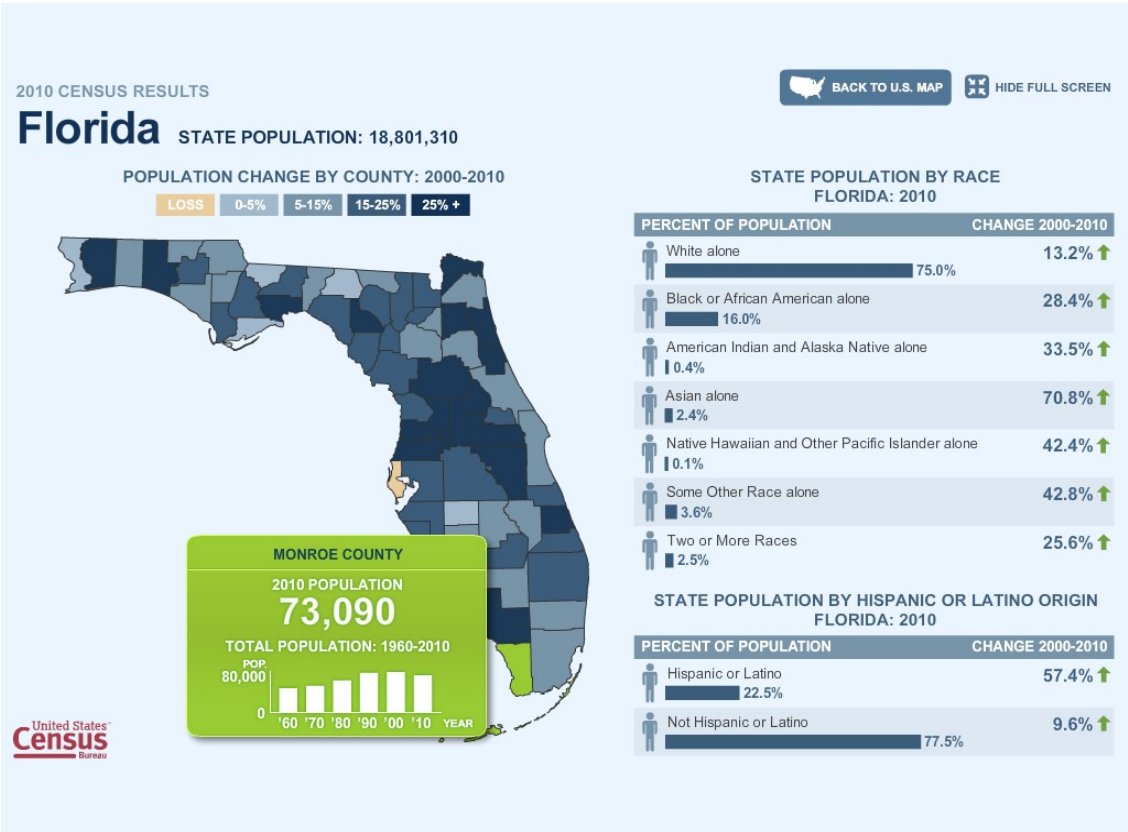 2010 CENSUS RESULTS
Florida STATE POPULATION: 18,801,310
BACK TO U.S. MAP
HIDE FULL SCREEN
POPULATION CHANGE BY COUNTY: 2000-2010
LOSS 0-5% 5-15% 15-25% 25% +
MONROE COUNTY
2010 POPULATION
73,090
TOTAL POPULATION: 1960-2010
POP.
80,000
0
'60 '70 '80 '90 '00 '10 YEAR
United States™
Census
Bureau
STATE POPULATION BY RACE
FLORIDA: 2010
PERCENT OF POPULATION CHANGE 2000-2010
White alone 13.2%
75.0%
Black or African American alone 28.4%
16.0%
American Indian and Alaska Native alone 33.5%
0.4%
Asian alone 70.8%
2.4%
Native Hawaiian and Other Pacific Islander alone 42.4%
0.1%
Some Other Race alone 42.8%
3.6%
Two or More Races 25.6%
2.5%
STATE POPULATION BY HISPANIC OR LATINO ORIGIN
FLORIDA: 2010
PERCENT OF POPULATION CHANGE 2000-2010
Hispanic or Latino 57.4%
22.5%
Not Hispanic or Latino 9.6%
77.5%